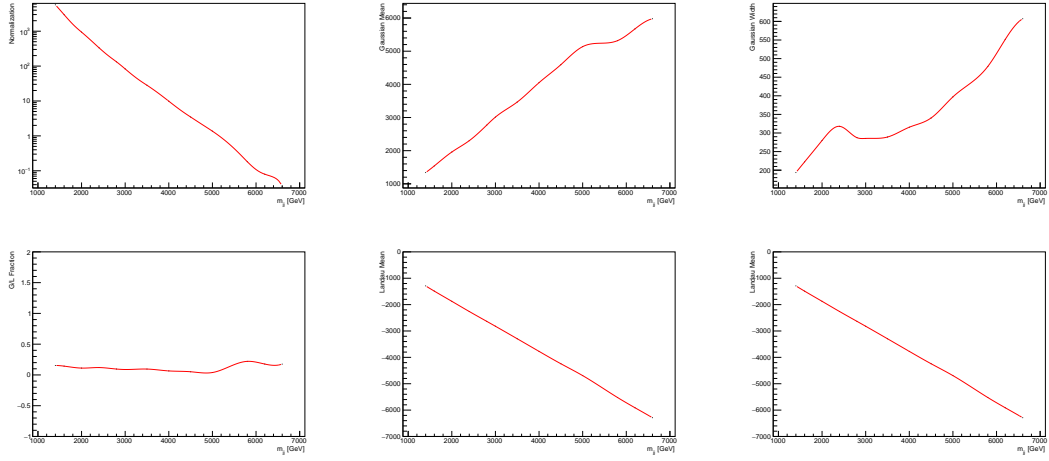 Normalization
10³
10²
10
1
10⁻¹
1000 2000 3000 4000 5000 6000 7000
m_jj [GeV]
Gaussian Mean
6000
5000
4000
3000
2000
1000
1000 2000 3000 4000 5000 6000 7000
m_jj [GeV]
Gaussian Width
600
550
500
450
400
350
300
250
200
1000 2000 3000 4000 5000 6000 7000
m_jj [GeV]
G/L Fraction
2
1.5
1
0.5
0
−0.5
−1
1000 2000 3000 4000 5000 6000 7000
m_jj [GeV]
Landau Mean
0
−1000
−2000
−3000
−4000
−5000
−6000
−7000
1000 2000 3000 4000 5000 6000 7000
m_jj [GeV]
Landau Mean
0
−1000
−2000
−3000
−4000
−5000
−6000
−7000
1000 2000 3000 4000 5000 6000 7000
m_jj [GeV]